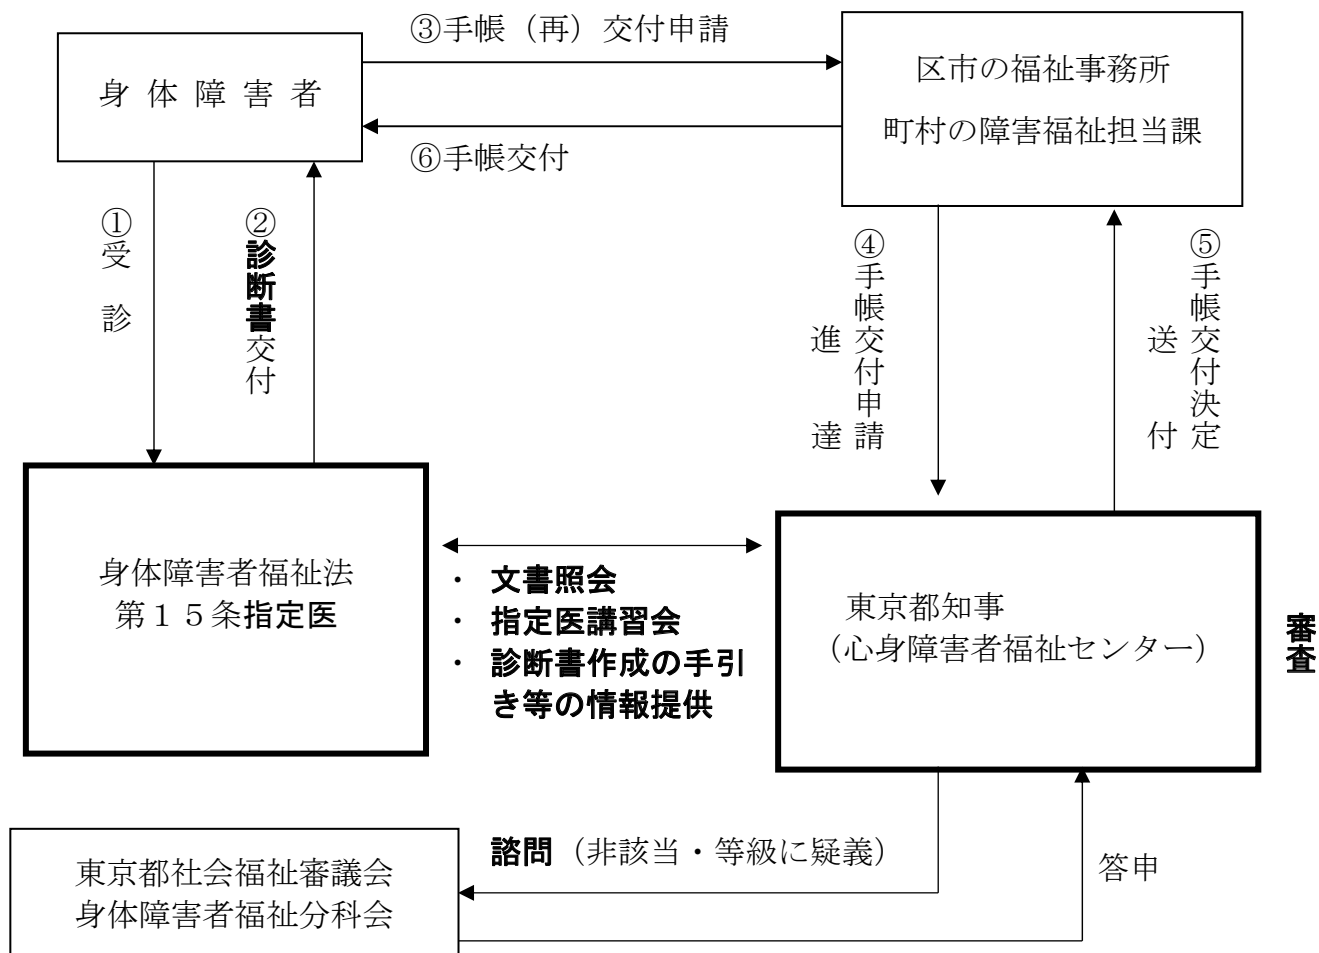 ③手帳（再）交付申請
身体障害者
区市の福祉事務所
町村の障害福祉担当課
⑥手帳交付
①受診
②診断書交付
④手帳交付申請
進達
⑤手帳交付決定
送付
身体障害者福祉法
第１５条指定医
・ 文書照会
・ 指定医講習会
・ 診断書作成の手引
き等の情報提供
東京都知事
（心身障害者福祉センター）
審査
諮問（非該当・等級に疑義）
答申
東京都社会福祉審議会
身体障害者福祉分科会